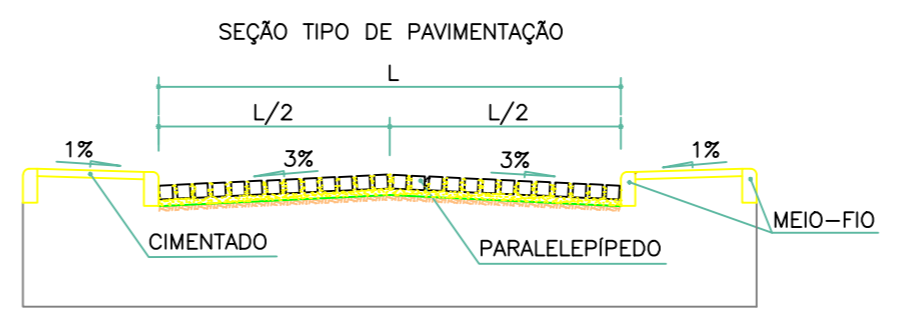 SEÇÃO TIPO DE PAVIMENTAÇÃO
L
L/2 L/2
1% 3% 3% 1%
CIMENTADO
PARALELEPÍPEDO
MEIO-FIO